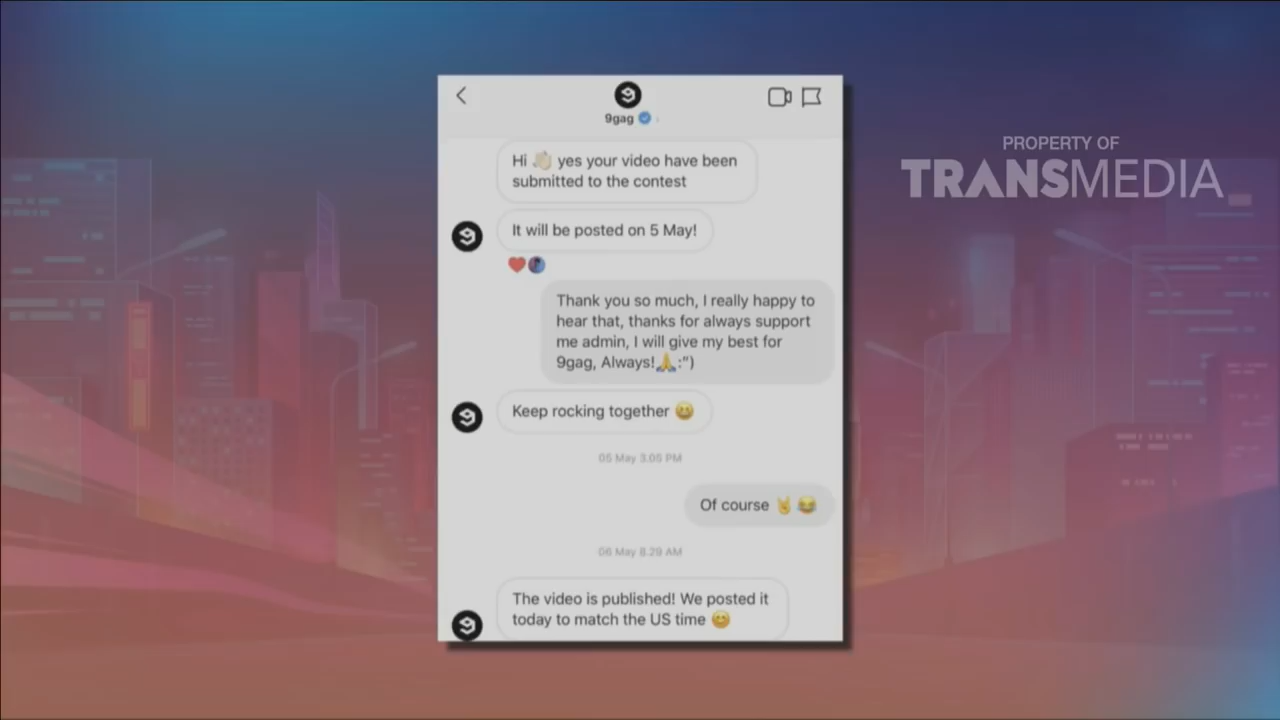 9gag
PROPERTY OF
TRANSMEDIA
Hi 👋🏻 yes your video have been
submitted to the contest
It will be posted on 5 May!
Thank you so much, I really happy to
hear that, thanks for always support
me admin, I will give my best for
9gag, Always!🙏:")
Keep rocking together 😄
05 May 3.05 PM
Of course 🤘😂
06 May 8.29 AM
The video is published! We posted it
today to match the US time 😊